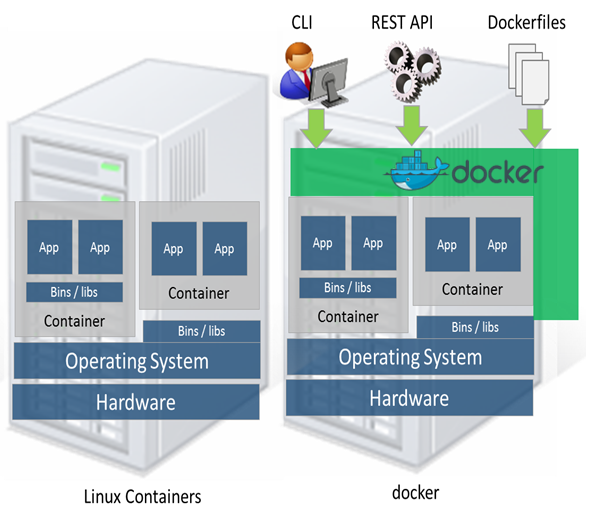 CLI
REST API
Dockerfiles
docker
App
App
App
App
Bins / libs
Container
Container
Bins / libs
Operating System
Hardware
App
App
App
App
Bins / libs
Container
Container
Bins / libs
Operating System
Hardware
Linux Containers
docker